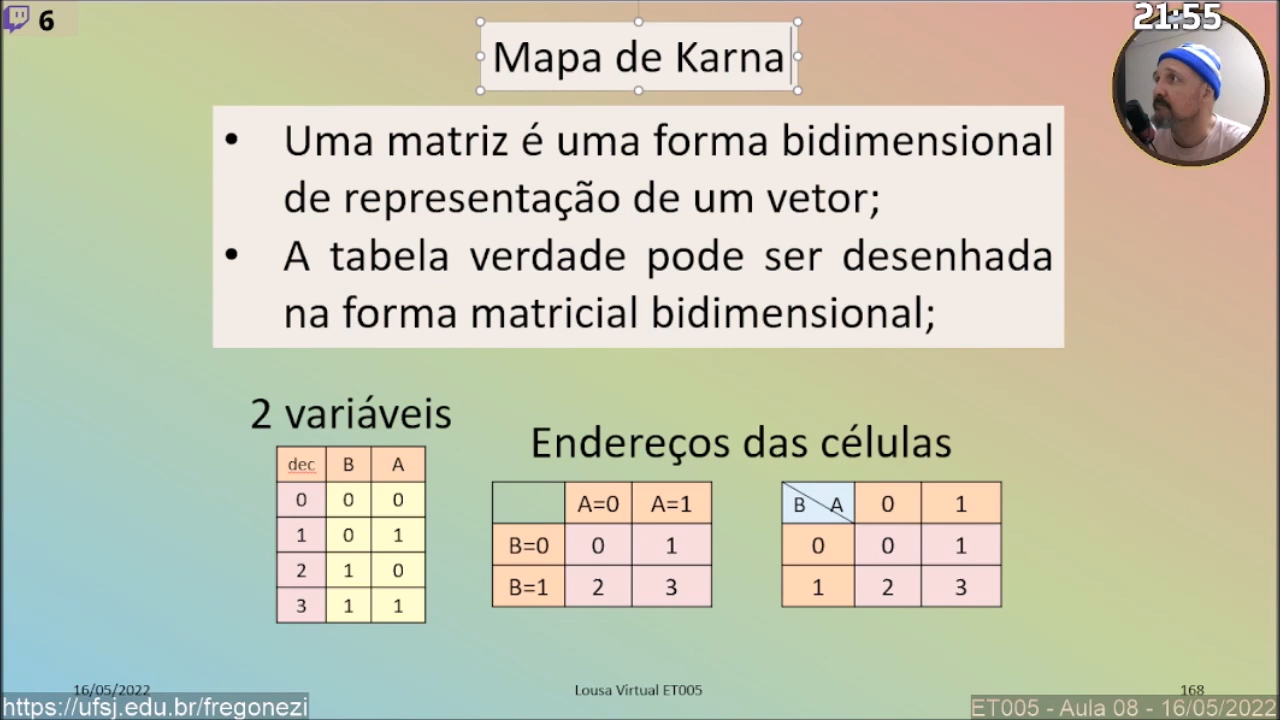 6
21:55
Mapa de Karna
• Uma matriz é uma forma bidimensional
de representação de um vetor;
• A tabela verdade pode ser desenhada
na forma matricial bidimensional;
2 variáveis
dec B A
0 0 0
1 0 1
2 1 0
3 1 1
Endereços das células
A=0 A=1
B=0 0 1
B=1 2 3
B A 0 1
0 0 1
1 2 3
16/05/2022
Lousa Virtual ET005
168
https://ufsj.edu.br/fregonezi
ET005 - Aula 08 - 16/05/2022